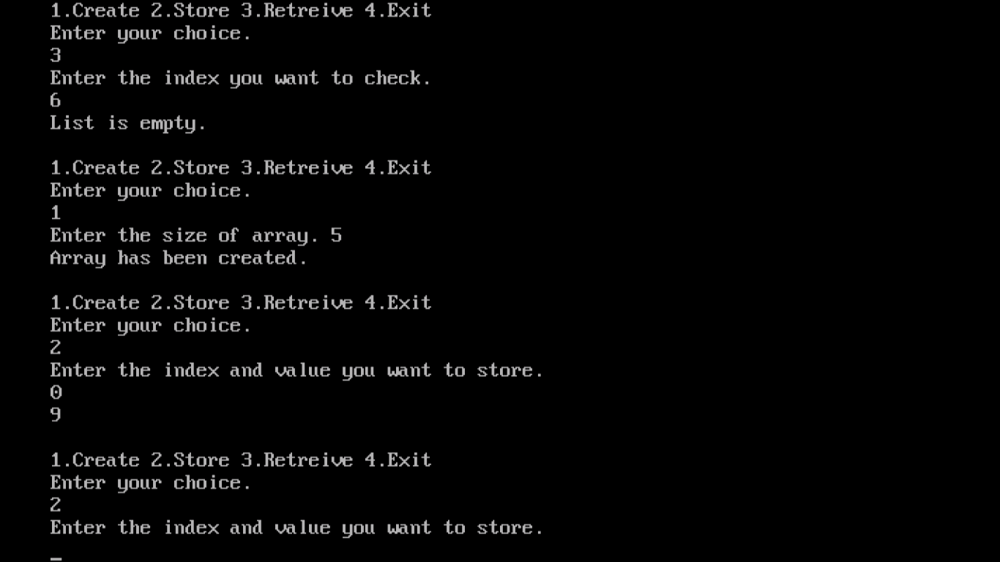 1.Create 2.Store 3.Retreive 4.Exit
Enter your choice.
3
Enter the index you want to check.
6
List is empty.
1.Create 2.Store 3.Retreive 4.Exit
Enter your choice.
1
Enter the size of array. 5
Array has been created.
1.Create 2.Store 3.Retreive 4.Exit
Enter your choice.
2
Enter the index and value you want to store.
0
9
1.Create 2.Store 3.Retreive 4.Exit
Enter your choice.
2
Enter the index and value you want to store.
_